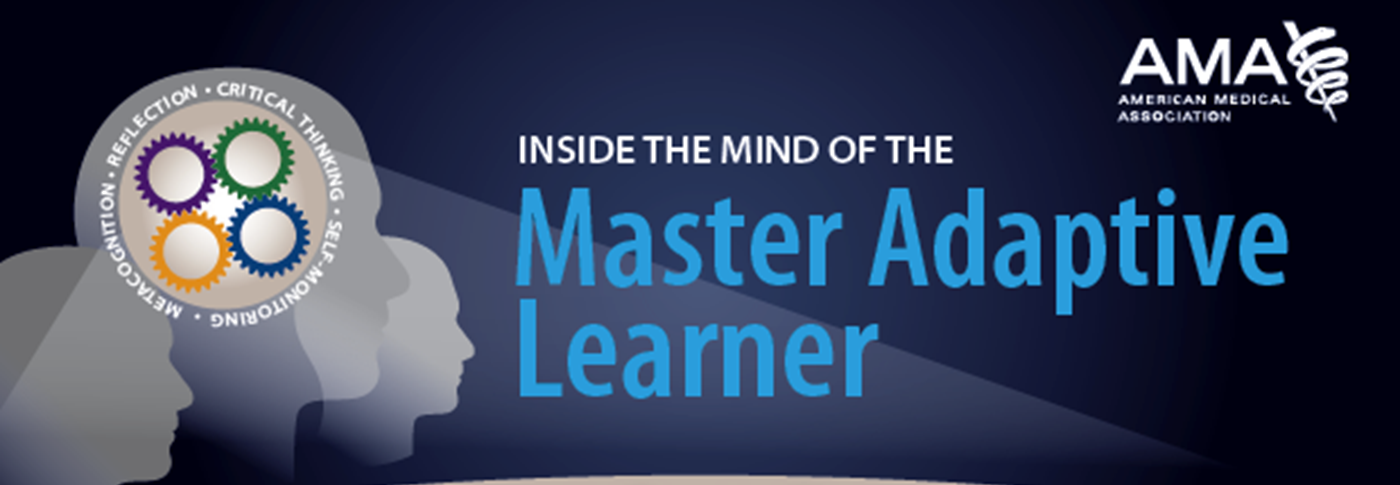 REFLECTION • CRITICAL THINKING • SELF-MONITORING • METACOGNITION •
INSIDE THE MIND OF THE
Master Adaptive
Learner
AMA
AMERICAN MEDICAL
ASSOCIATION